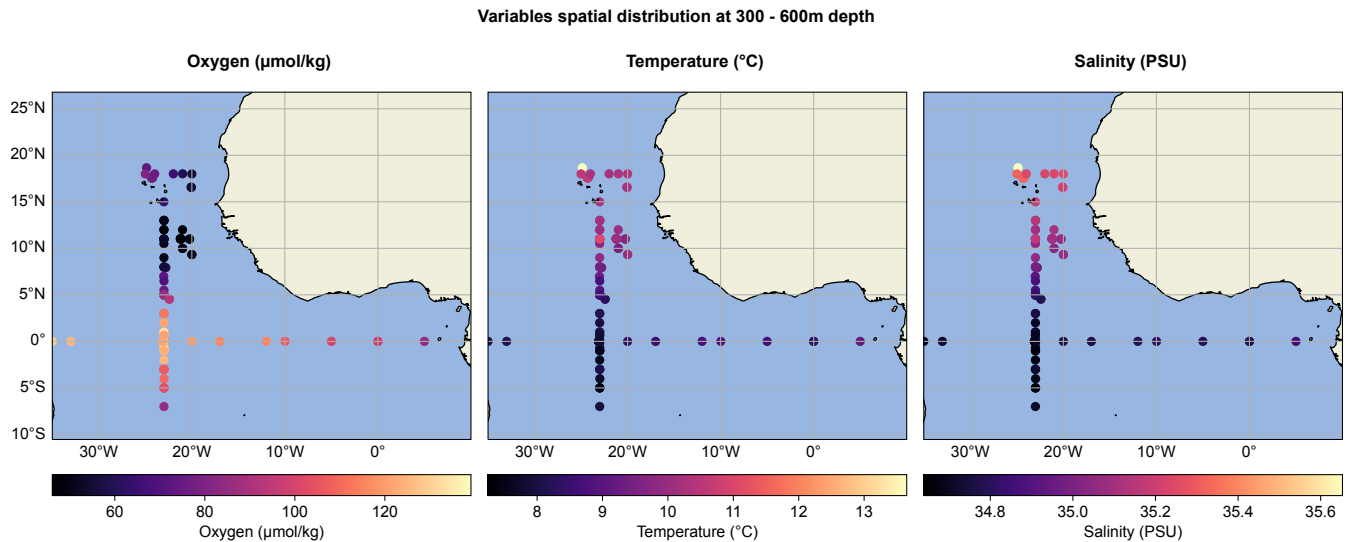 Variables spatial distribution at 300 - 600m depth
Oxygen (µmol/kg) Temperature (°C) Salinity (PSU)
25°N
20°N
15°N
10°N
5°N
0°
5°S
10°S
30°W 20°W 10°W 0° 30°W 20°W 10°W 0° 30°W 20°W 10°W 0°
60 80 100 120 8 9 10 11 12 13 34.8 35.0 35.2 35.4 35.6
Oxygen (µmol/kg) Temperature (°C) Salinity (PSU)